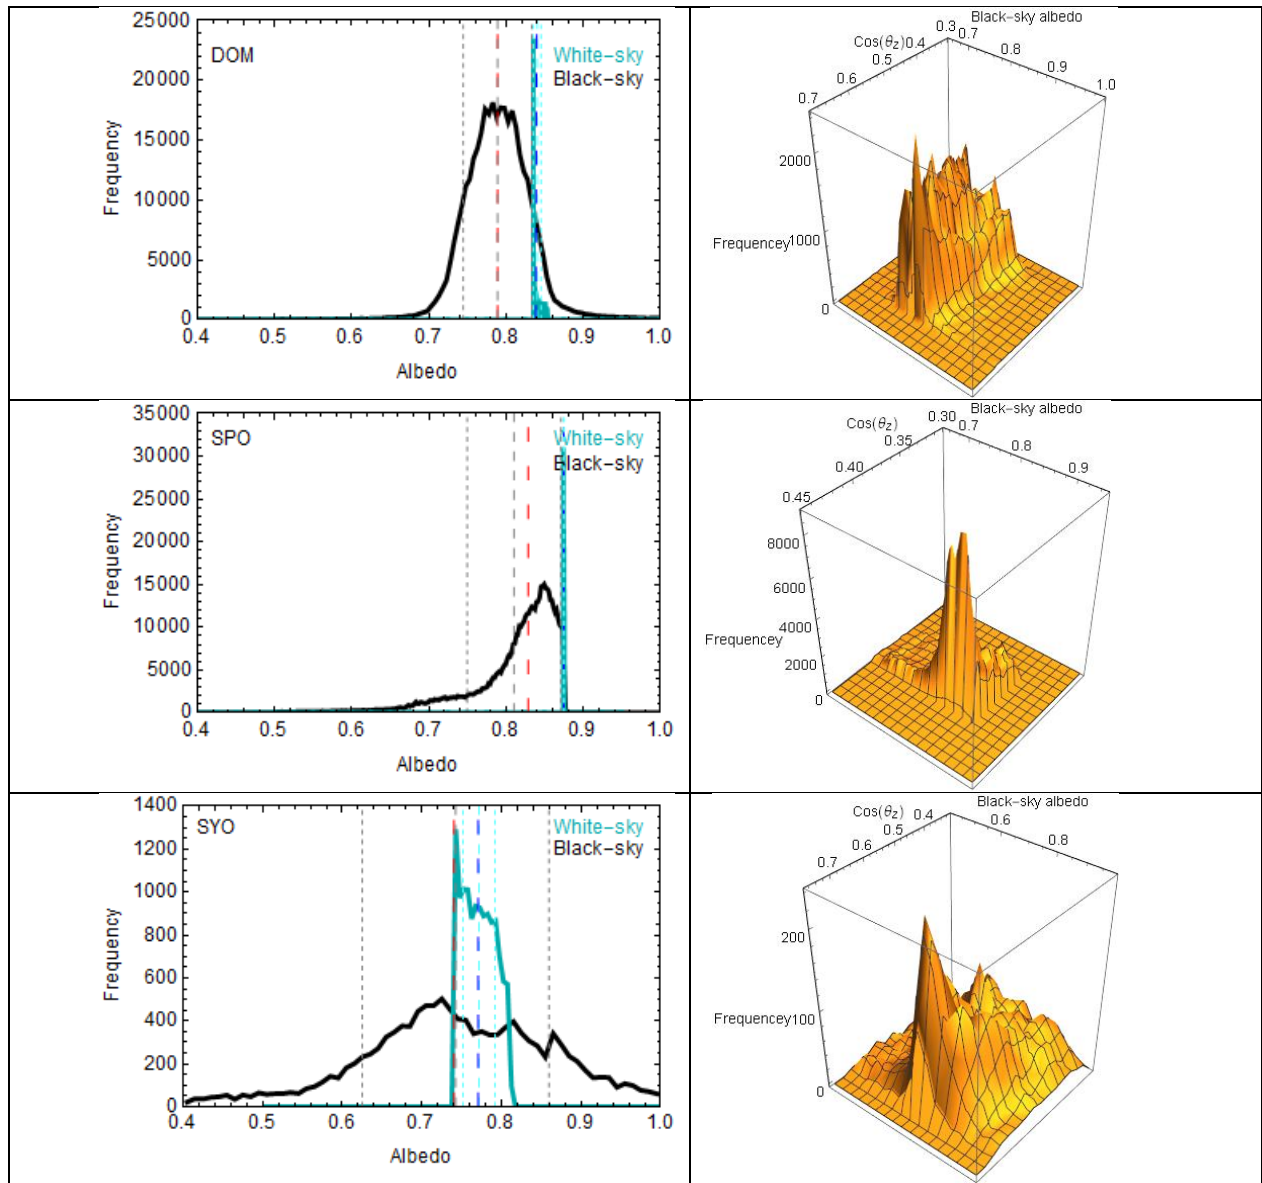 25000
DOM
White-sky
Black-sky
20000
15000
10000
5000
0
Frequency
0.4 0.5 0.6 0.7 0.8 0.9 1.0
Albedo
Black-sky albedo
Cos(θz)
0.3 0.4 0.5 0.6 0.7
0.7 0.8 0.9 1.0
2000
Frequencey 1000
0
35000
SPO
White-sky
Black-sky
30000
25000
20000
15000
10000
5000
0
Frequency
0.4 0.5 0.6 0.7 0.8 0.9 1.0
Albedo
Black-sky albedo
Cos(θz)
0.30 0.35 0.40 0.45
0.7 0.8 0.9
8000
6000
4000
Frequencey
2000
0
1400
SYO
White-sky
Black-sky
1200
1000
800
600
400
200
0
Frequency
0.4 0.5 0.6 0.7 0.8 0.9 1.0
Albedo
Black-sky albedo
Cos(θz)
0.4 0.5 0.6 0.7
0.6 0.8
200
Frequencey 100
0